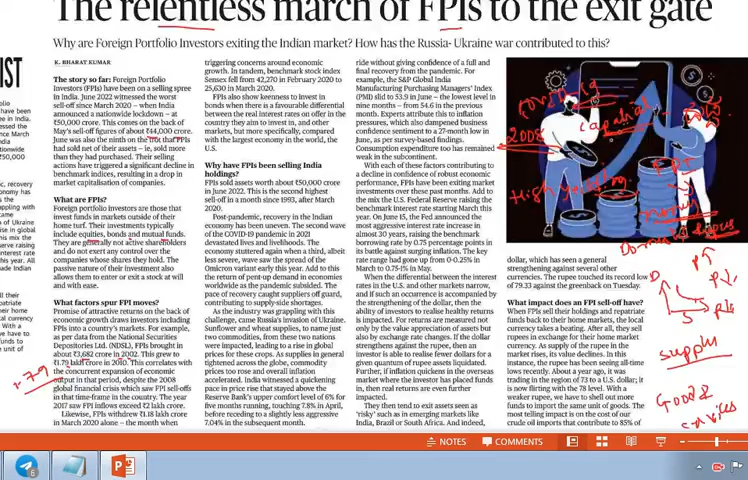 The relentless march of FPIs to the exit gate
Why are Foreign Portfolio Investors exiting the Indian market? How has the Russia- Ukraine war contributed to this?
K. BHARAT KUMAR
The story so far: Foreign Portfolio
Investors (FPIs) have been on a selling spree
in India. June 2022 witnessed the worst
sell-off since March 2020 – when India
announced a nationwide lockdown – at
₹50,000 crore. This comes on the back of
May's sell-off figures of about ₹44,000 crore.
June was also the ninth on the trot that FPIs
had sold net of their assets – ie, sold more
than they had purchased. Their selling
actions have triggered a significant decline in
benchmark indices, resulting in a drop in
market capitalisation of companies.
What are FPIs?
Foreign portfolio investors are those that
invest funds in markets outside of their
home turf. Their investments typically
include equities, bonds and mutual funds.
They are generally not active shareholders
and do not exert any control over the
companies whose shares they hold. The
passive nature of their investment also
allows them to enter or exit a stock at will
and with ease.
What factors spur FPI moves?
Promise of attractive returns on the back of
economic growth draws investors including
FPIs into a country's markets. For example,
as per data from the National Securities
Depositories Ltd. (NDSL), FPIs brought in
about ₹3,682 crore in 2002. This grew to
₹1.79 lakh crore in 2010. This correlates with
the concurrent expansion of economic
output in that period, despite the 2008
global financial crisis which saw FPI sell-offs
in that time-frame in the country. The year
2017 saw FPI inflows exceed ₹2 lakh crore.
Likewise, FPIs withdrew ₹1.18 lakh crore
in March 2020 alone – the month when
triggering concerns around economic
growth. In tandem, benchmark stock index
Sensex fell from 42,270 in February 2020 to
25,630 in March 2020.
FPIs also show keenness to invest in
bonds when there is a favourable differential
between the real interest rates on offer in the
country they aim to invest in, and other
markets, but more specifically, compared
with the largest economy in the world, the
U.S.
Why have FPIs been selling India
holdings?
FPIs sold assets worth about ₹50,000 crore
in June 2022. This is the second highest
sell-off in a month since 1993, after March
2020.
Post-pandemic, recovery in the Indian
economy has been uneven. The second wave
of the COVID-19 pandemic in 2021
devastated lives and livelihoods. The
economy stuttered again when a third, albeit
less severe, wave saw the spread of the
Omicron variant early this year. Add to this
the return of pent-up demand in economies
worldwide as the pandemic subsided. The
pace of recovery caught suppliers off guard,
contributing to supply-side shortages.
As the industry was grappling with this
challenge, came Russia's invasion of Ukraine.
Sunflower and wheat supplies, to name just
two commodities, from these two nations
were impacted, leading to a rise in global
prices for these crops. As supplies in general
tightened across the globe, commodity
prices too rose and overall inflation
accelerated. India witnessed a quickening
pace in price rise that stayed above the
Reserve Bank's upper comfort level of 6% for
five months running, touching 7.8% in April,
before receding to a slightly less aggressive
7.04% in the subsequent month.
ride without giving confidence of a full and
final recovery from the pandemic. For
example, the S&P Global India
Manufacturing Purchasing Managers' Index
(PMI) slid to 53.9 in June – the lowest level in
nine months – from 54.6 in the previous
month. Experts attribute this to inflation
pressures, which also dampened business
confidence sentiment to a 27-month low in
June, as per survey-based findings.
Consumption expenditure too has remained
weak in the subcontinent.
With each of these factors contributing to
a decline in confidence of robust economic
performance, FPIs have been exiting market
investments over these past months. Add to
the mix the U.S. Federal Reserve raising the
benchmark interest rate starting March this
year. On June 15, the Fed announced the
most aggressive interest rate increase in
almost 30 years, raising the benchmark
borrowing rate by 0.75 percentage points in
its battle against surging inflation. The key
rate range had gone up from 0-0.25% in
March to 0.75-1% in May.
When the differential between the interest
rates in the U.S. and other markets narrow,
and if such an occurrence is accompanied by
the strengthening of the dollar, then the
ability of investors to realise healthy returns
is impacted. For returns are measured not
only by the value appreciation of assets but
also by exchange rate changes. If the dollar
strengthens against the rupee, then an
investor is able to realise fewer dollars for a
given quantum of rupee assets liquidated.
Further, if inflation quickens in the overseas
market where the investor has placed funds
in, then real returns are even further
impacted.
They then tend to exit assets seen as
'risky' such as in emerging markets like
India, Brazil or South Africa. And indeed,
2008
capital
High yielding
FPI
money
P↑
P↓
D
S
supply
Goods
dollar, which has seen a general
strengthening against several other
currencies. The rupee touched its record low
of 79.33 against the greenback on Tuesday.
What impact does an FPI sell-off have?
When FPIs sell their holdings and repatriate
funds back to their home markets, the local
currency takes a beating. After all, they sell
rupees in exchange for their home market
currency. As supply of the rupee in the
market rises, its value declines. In this
instance, the rupee has been seeing all-time
lows recently. About a year ago, it was
trading in the region of 73 to a U.S. dollar; it
is now flirting with the 78 level. With a
weaker rupee, we have to shell out more
funds to import the same unit of goods. The
most telling impact is on the cost of our
crude oil imports that contribute to 85% of
NOTES
COMMENTS